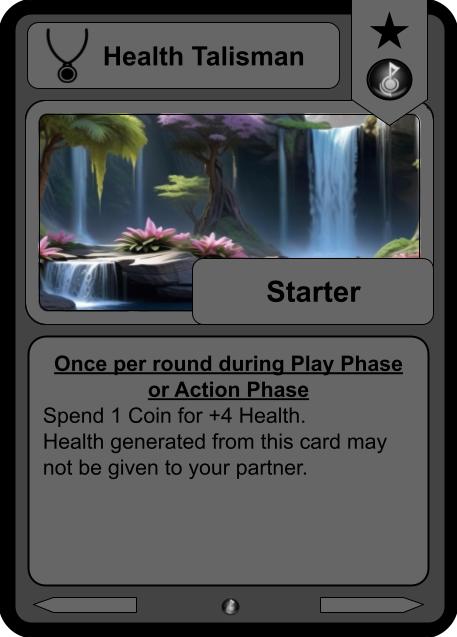 Health Talisman
Starter
Once per round during Play Phase
or Action Phase
Spend 1 Coin for +4 Health.
Health generated from this card may
not be given to your partner.